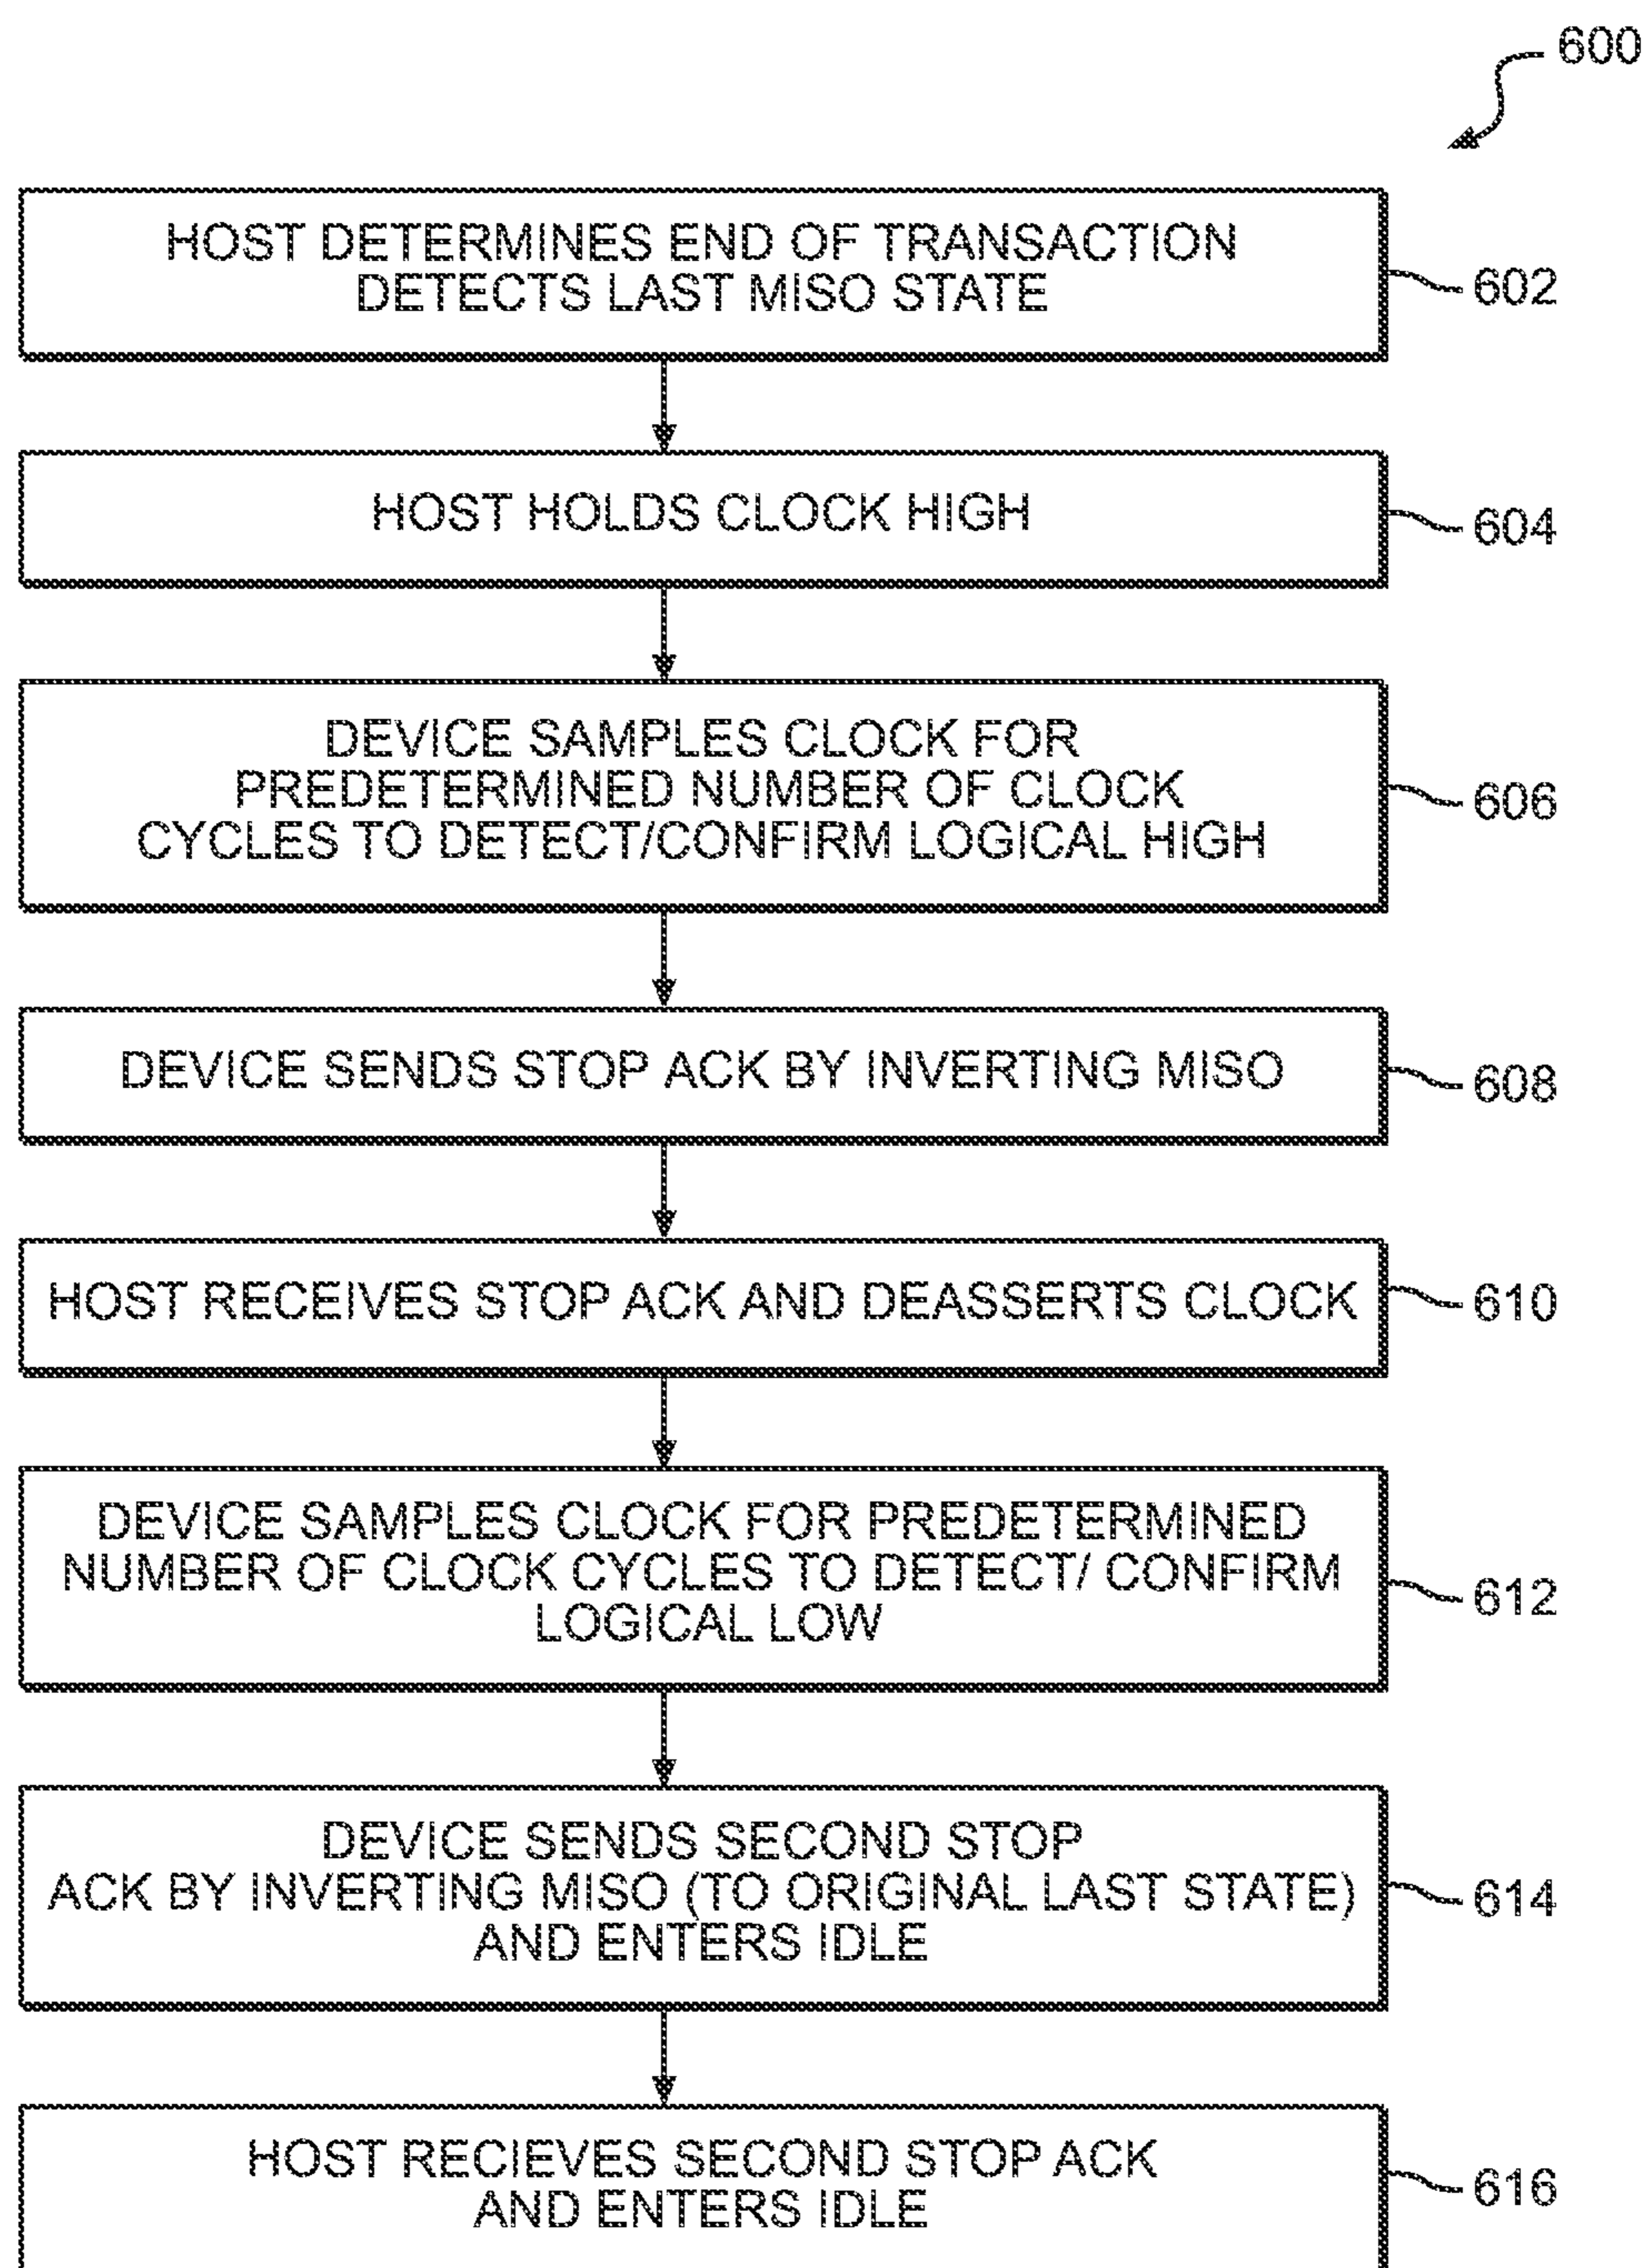 600
HOST DETERMINES END OF TRANSACTION
DETECTS LAST MISO STATE
602
HOST HOLDS CLOCK HIGH
604
DEVICE SAMPLES CLOCK FOR
PREDETERMINED NUMBER OF CLOCK
CYCLES TO DETECT/CONFIRM LOGICAL HIGH
606
DEVICE SENDS STOP ACK BY INVERTING MISO
608
HOST RECEIVES STOP ACK AND DEASSERTS CLOCK
610
DEVICE SAMPLES CLOCK FOR PREDETERMINED
NUMBER OF CLOCK CYCLES TO DETECT/ CONFIRM
LOGICAL LOW
612
DEVICE SENDS SECOND STOP
ACK BY INVERTING MISO (TO ORIGINAL LAST STATE)
AND ENTERS IDLE
614
HOST RECIEVES SECOND STOP ACK
AND ENTERS IDLE
616